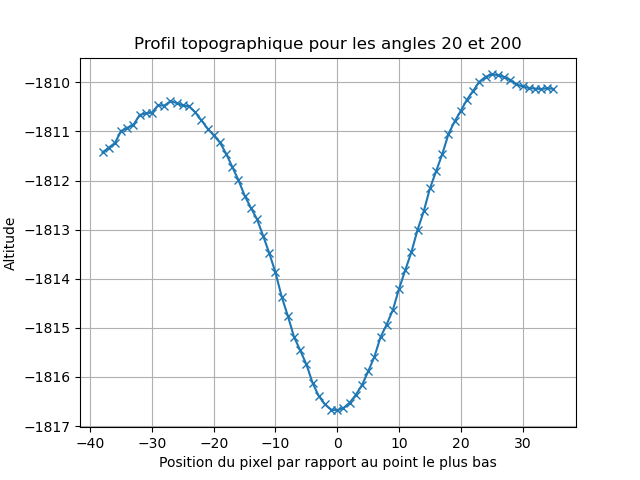 Profil topographique pour les angles 20 et 200
Altitude
−1810
−1811
−1812
−1813
−1814
−1815
−1816
−1817
−40 −30 −20 −10 0 10 20 30
Position du pixel par rapport au point le plus bas